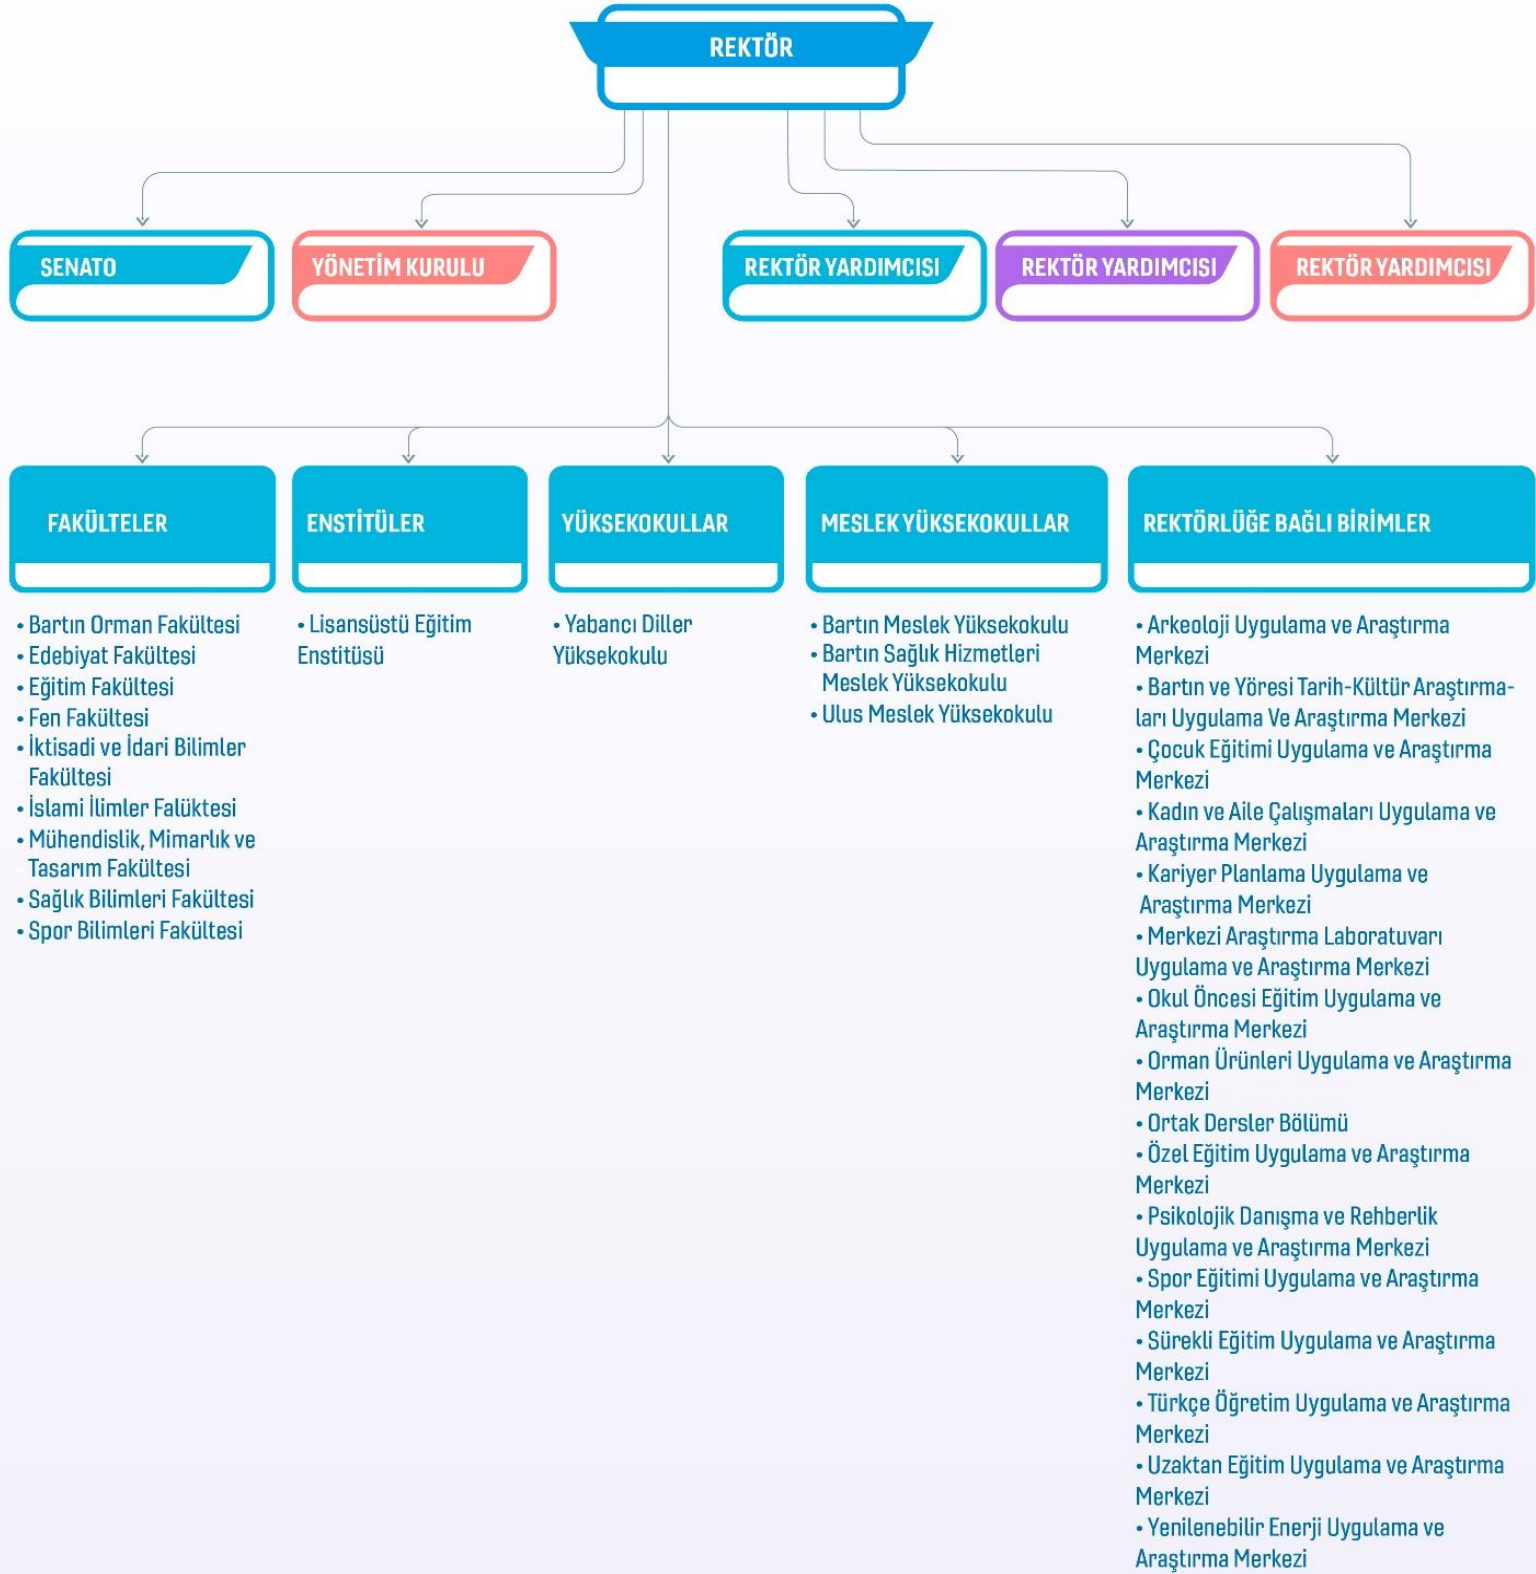 REKTÖR
SENATO
YÖNETİM KURULU
REKTÖR YARDIMCISI
REKTÖR YARDIMCISI
REKTÖR YARDIMCISI
FAKÜLTELER
• Bartın Orman Fakültesi
• Edebiyat Fakültesi
• Eğitim Fakültesi
• Fen Fakültesi
• İktisadi ve İdari Bilimler
Fakültesi
• İslami İlimler Falüktesi
• Mühendislik, Mimarlık ve
Tasarım Fakültesi
• Sağlık Bilimleri Fakültesi
• Spor Bilimleri Fakültesi
ENSTİTÜLER
• Lisansüstü Eğitim
Enstitüsü
YÜKSEKOKULLAR
• Yabancı Diller
Yüksekokulu
MESLEK YÜKSEKOKULLAR
• Bartın Meslek Yüksekokulu
• Bartın Sağlık Hizmetleri
Meslek Yüksekokulu
• Ulus Meslek Yüksekokulu
REKTÖRLÜĞE BAĞLI BİRİMLER
• Arkeoloji Uygulama ve Araştırma
Merkezi
• Bartın ve Yöresi Tarih-Kültür Araştırma-
ları Uygulama Ve Araştırma Merkezi
• Çocuk Eğitimi Uygulama ve Araştırma
Merkezi
• Kadın ve Aile Çalışmaları Uygulama ve
Araştırma Merkezi
• Kariyer Planlama Uygulama ve
Araştırma Merkezi
• Merkezi Araştırma Laboratuvarı
Uygulama ve Araştırma Merkezi
• Okul Öncesi Eğitim Uygulama ve
Araştırma Merkezi
• Orman Ürünleri Uygulama ve Araştırma
Merkezi
• Ortak Dersler Bölümü
• Özel Eğitim Uygulama ve Araştırma
Merkezi
• Psikolojik Danışma ve Rehberlik
Uygulama ve Araştırma Merkezi
• Spor Eğitimi Uygulama ve Araştırma
Merkezi
• Sürekli Eğitim Uygulama ve Araştırma
Merkezi
• Türkçe Öğretim Uygulama ve Araştırma
Merkezi
• Uzaktan Eğitim Uygulama ve Araştırma
Merkezi
• Yenilenebilir Enerji Uygulama ve
Araştırma Merkezi